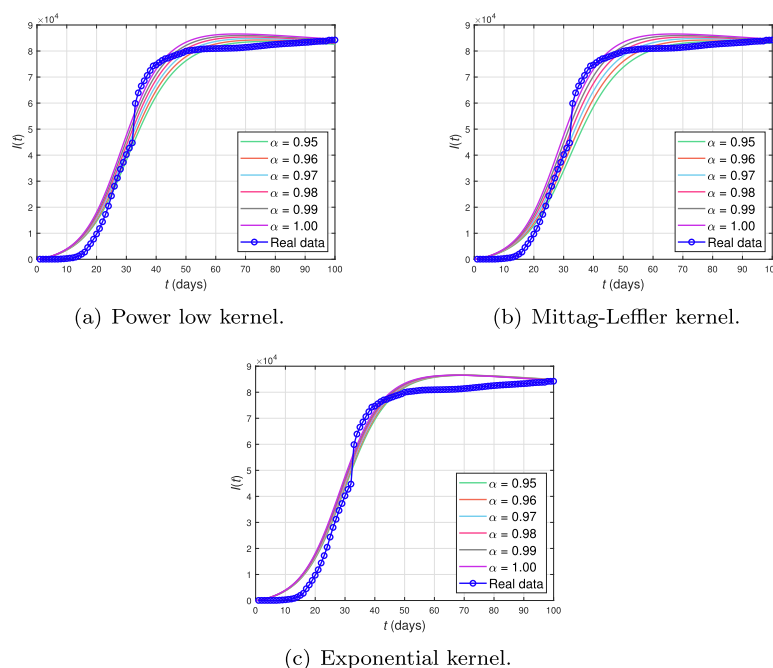 ×10⁴
9
8
7
6
5
4
3
2
1
0
I(t)
0 10 20 30 40 50 60 70 80 90 100
t (days)
α = 0.95
α = 0.96
α = 0.97
α = 0.98
α = 0.99
α = 1.00
Real data
(a) Power low kernel.
×10⁴
9
8
7
6
5
4
3
2
1
0
I(t)
0 10 20 30 40 50 60 70 80 90 100
t (days)
α = 0.95
α = 0.96
α = 0.97
α = 0.98
α = 0.99
α = 1.00
Real data
(b) Mittag-Leffler kernel.
×10⁴
9
8
7
6
5
4
3
2
1
0
I(t)
0 10 20 30 40 50 60 70 80 90 100
t (days)
α = 0.95
α = 0.96
α = 0.97
α = 0.98
α = 0.99
α = 1.00
Real data
(c) Exponential kernel.